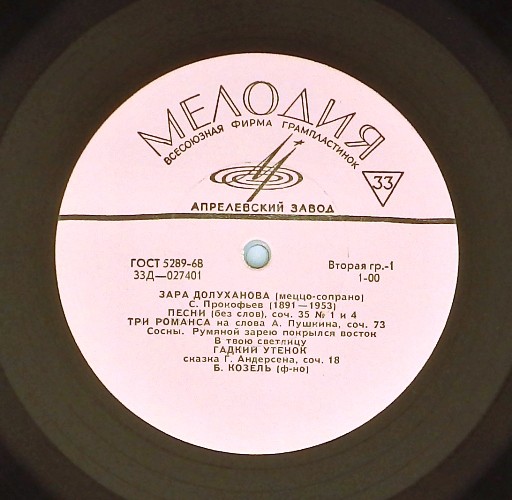 МЕЛОДИЯ
ВСЕСОЮЗНАЯ ФИРМА ГРАМПЛАСТИНОК
33
АПРЕЛЕВСКИЙ ЗАВОД
ГОСТ 5289-68
Вторая гр.-1
33Д—027401
1-00
ЗАРА ДОЛУХАНОВА (меццо-сопрано)
С. Прокофьев (1891—1953)
ПЕСНИ (без слов), соч. 35 № 1 и 4
ТРИ РОМАНСА на слова А. Пушкина, соч. 73
Сосны. Румяной зарею покрылся восток
В твою светлицу
ГАДКИЙ УТЕНОК
сказка Г. Андерсена, соч. 18
Б. КОЗЕЛЬ (ф-но)